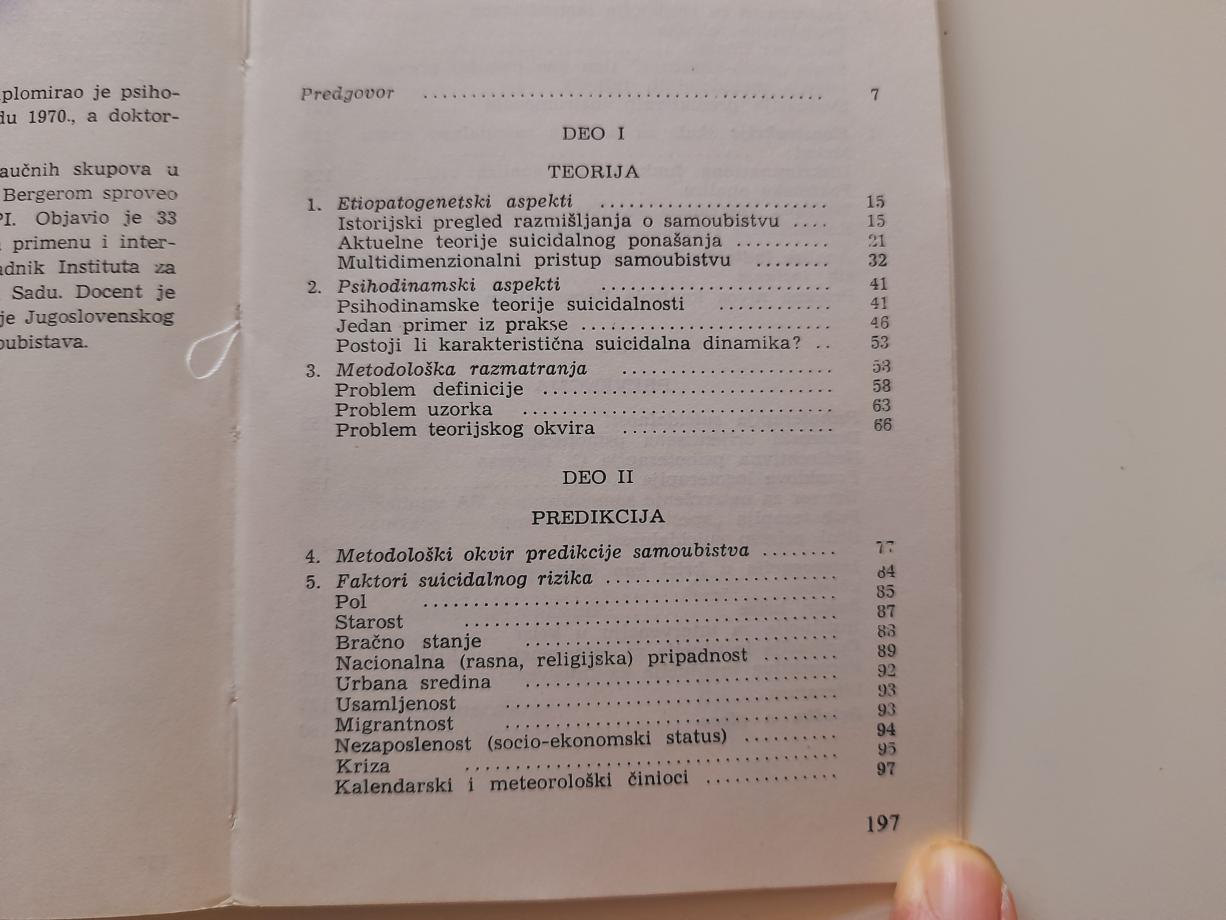 plomirao je psiho-
du 1970., a doktor-
aučnih skupova u
Bergerom sproveo
PI. Objavio je 33
primenu i inter-
adnik Instituta za
Sadu. Docent je
je Jugoslovenskog
oubistava.
Predgovor ........ 7
DEO I
TEORIJA
1. Etiopatogenetski aspekti ........ 15
Istorijski pregled razmišljanja o samoubistvu .... 15
Aktuelne teorije suicidalnog ponašanja ........ 21
Multidimenzionalni pristup samoubistvu ........ 32
2. Psihodinamski aspekti ........ 41
Psihodinamske teorije suicidalnosti ........ 41
Jedan primer iz prakse ........ 46
Postoji li karakteristična suicidalna dinamika? .. 53
3. Metodološka razmatranja ........ 58
Problem definicije ........ 58
Problem uzorka ........ 63
Problem teorijskog okvira ........ 66
DEO II
PREDIKCIJA
4. Metodološki okvir predikcije samoubistva ........ 77
5. Faktori suicidalnog rizika ........ 84
Pol ........ 85
Starost ........ 87
Bračno stanje ........ 88
Nacionalna (rasna, religijska) pripadnost ........ 89
Urbana sredina ........ 92
Usamljenost ........ 93
Migrantnost ........ 93
Nezaposlenost (socio-ekonomski status) ........ 94
Kriza ........ 95
Kalendarski i meteorološki činioci ........ 97
197